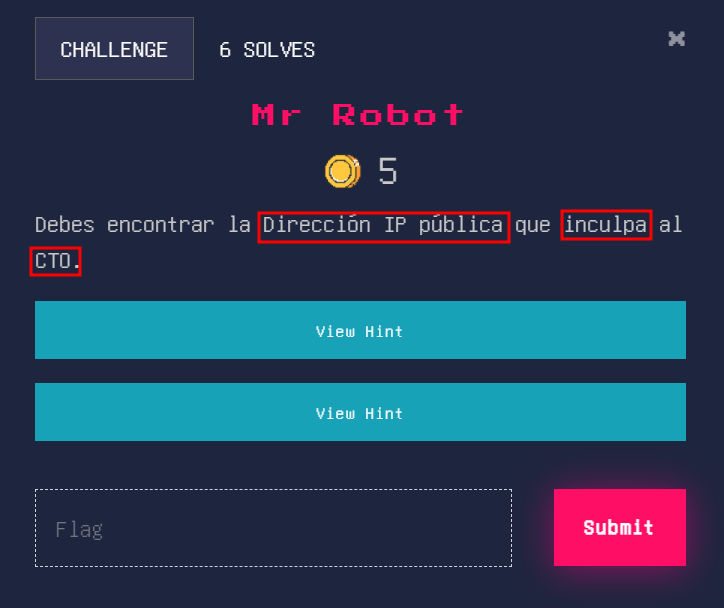 CHALLENGE
6 SOLVES
×
Mr Robot
5
Debes encontrar la Dirección IP pública que inculpa al
CTO.
View Hint
View Hint
Flag
Submit